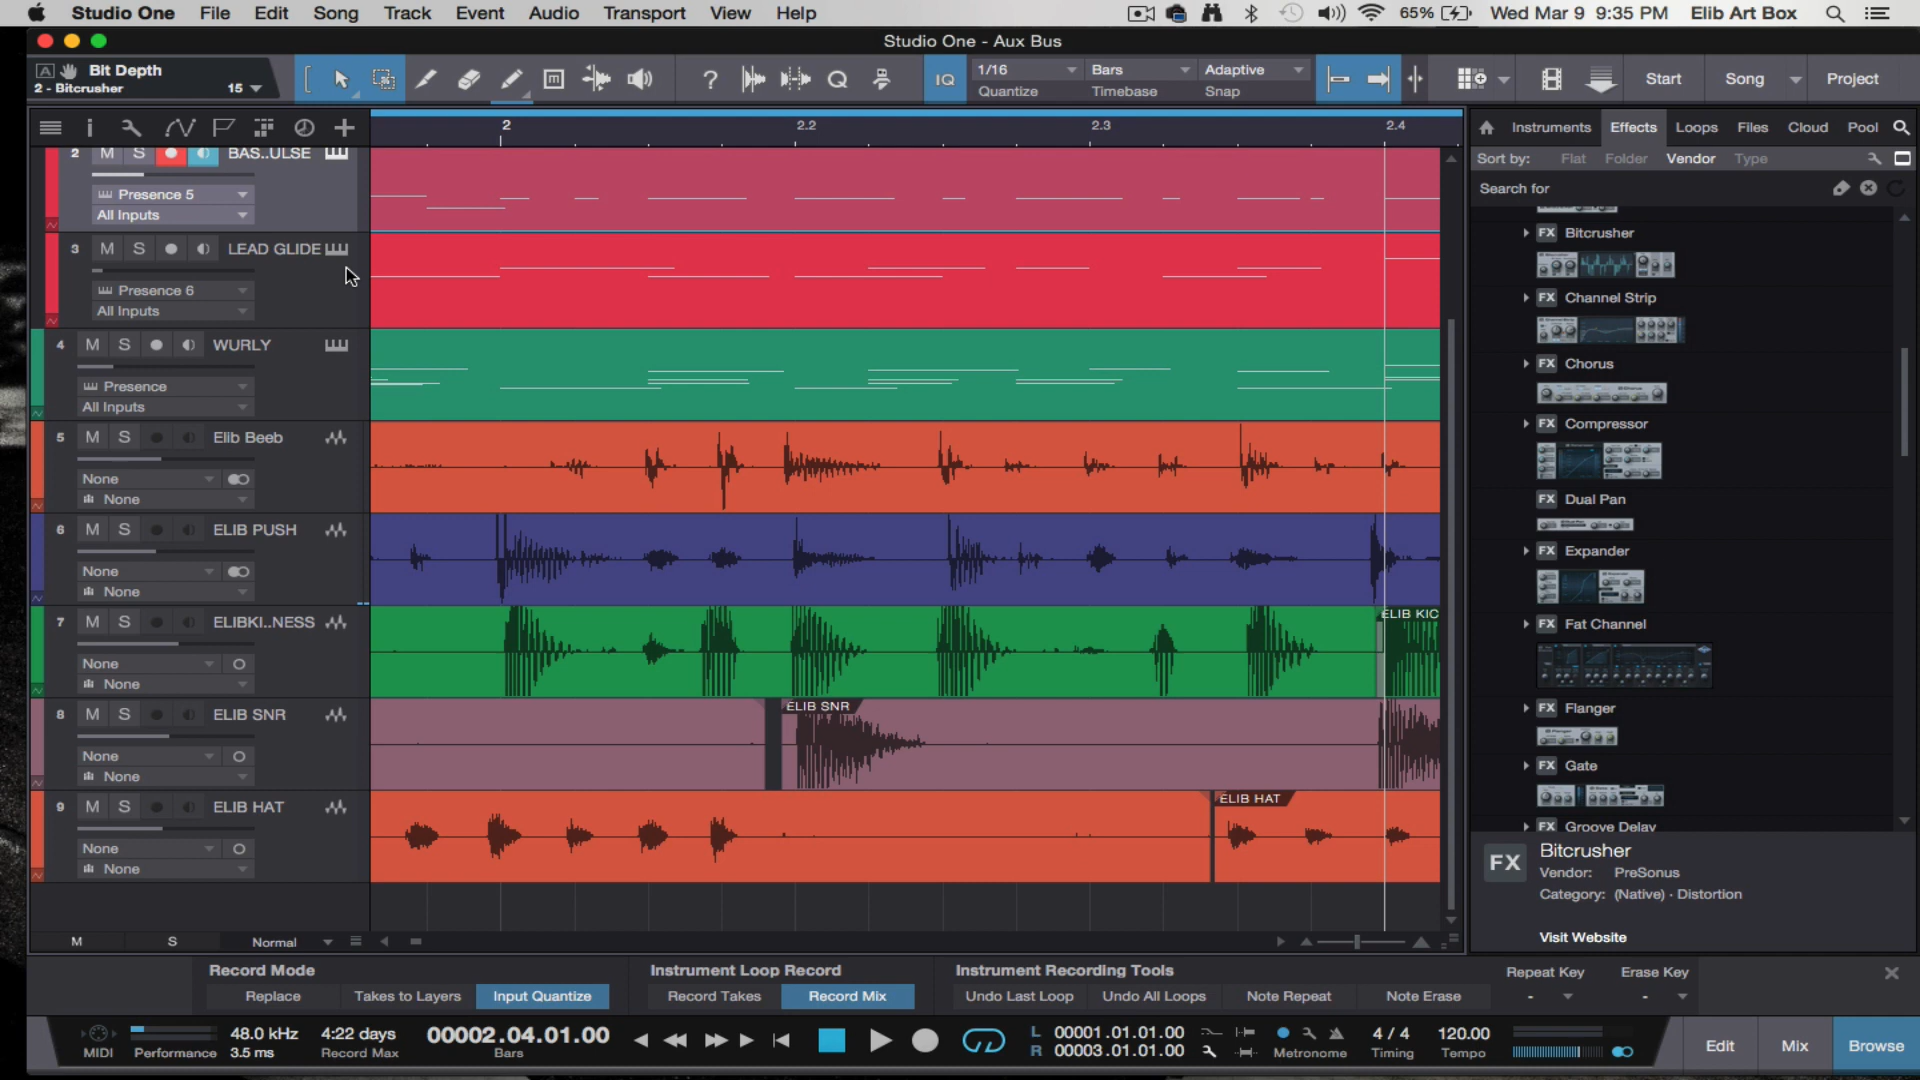 Studio One File Edit Song Track Event Audio Transport View Help 65% Wed Mar 9 9:35 PM Elib Art Box
Studio One - Aux Bus
A Bit Depth
2 - Bitcrusher 15
IQ 1/16 Bars Adaptive
Quantize Timebase Snap
Start Song Project
2 2.2 2.3 2.4
Instruments Effects Loops Files Cloud Pool
Sort by: Flat Folder Vendor Type
Search for
2 M S BAS..ULSE
Presence 5
All Inputs
3 M S LEAD GLIDE
Presence 6
All Inputs
4 M S WURLY
Presence
All Inputs
5 M S Elib Beeb
None
None
6 M S ELIB PUSH
None
None
7 M S ELIBKI..NESS
None
None
8 M S ELIB SNR
None
None
9 M S ELIB HAT
None
None
ELIB KIC
ELIB SNR
ELIB HAT
FX Bitcrusher
FX Channel Strip
FX Chorus
FX Compressor
FX Dual Pan
FX Expander
FX Fat Channel
FX Flanger
FX Gate
FX Groove Delay
FX Bitcrusher
Vendor: PreSonus
Category: (Native) · Distortion
Visit Website
M S Normal
Record Mode Instrument Loop Record Instrument Recording Tools Repeat Key Erase Key
Replace Takes to Layers Input Quantize Record Takes Record Mix Undo Last Loop Undo All Loops Note Repeat Note Erase - -
48.0 kHz 4:22 days 00002.04.01.00 L 00001.01.01.00 4 / 4 120.00
MIDI Performance 3.5 ms Record Max Bars R 00003.01.01.00 Metronome Timing Tempo
Edit Mix Browse